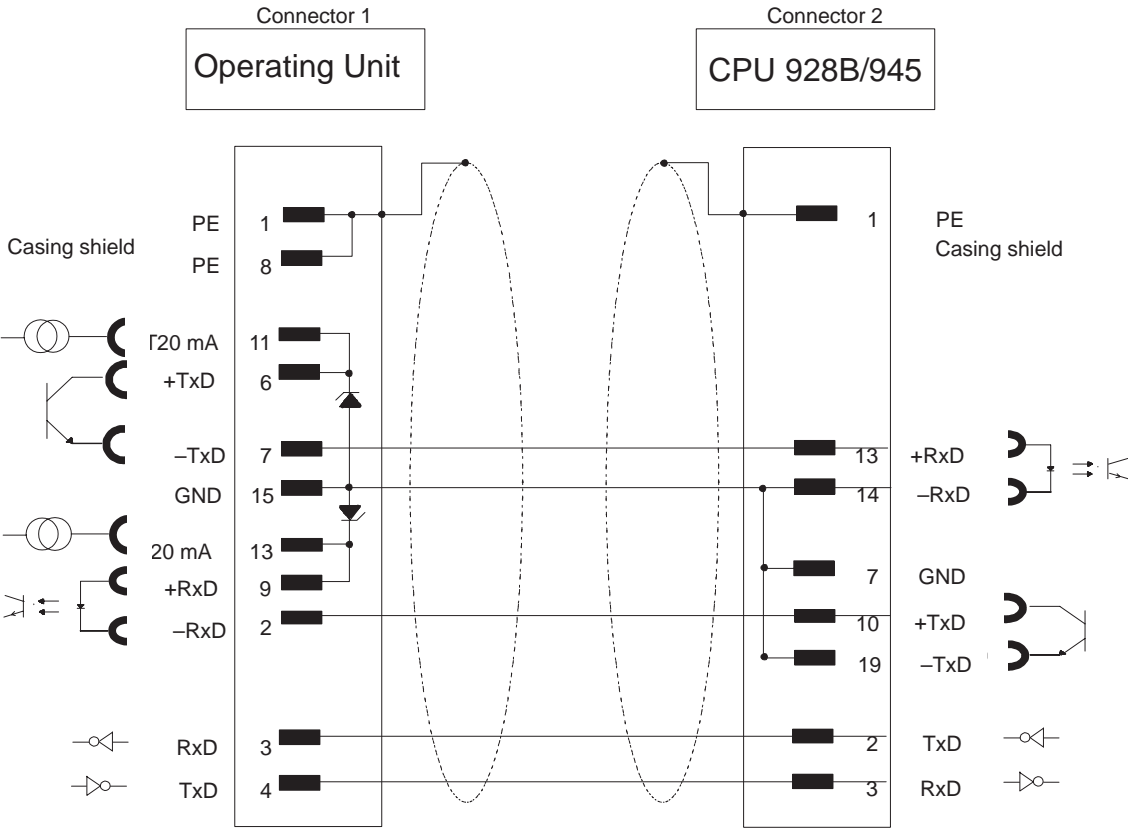 Connector 1
Connector 2
Operating Unit
CPU 928B/945
PE 1
1 PE
Casing shield
Casing shield
PE 8
20 mA 11
+TxD 6
–TxD 7
13 +RxD
GND 15
14 –RxD
20 mA 13
+RxD 9
7 GND
–RxD 2
10 +TxD
19 –TxD
RxD 3
2 TxD
TxD 4
3 RxD